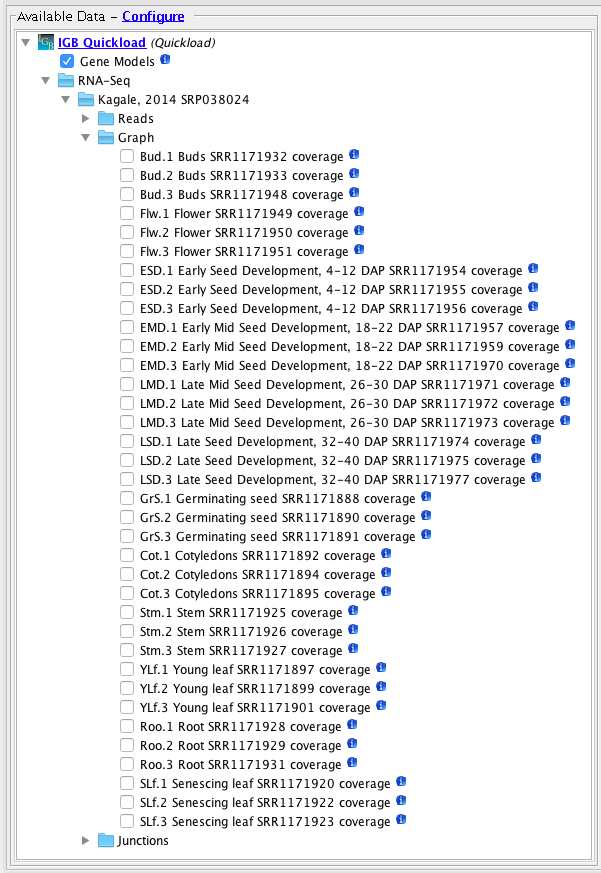 Available Data – Configure
IGB Quickload (Quickload)
Gene Models
RNA-Seq
Kagale, 2014 SRP038024
Reads
Graph
Bud.1 Buds SRR1171932 coverage
Bud.2 Buds SRR1171933 coverage
Bud.3 Buds SRR1171948 coverage
Flw.1 Flower SRR1171949 coverage
Flw.2 Flower SRR1171950 coverage
Flw.3 Flower SRR1171951 coverage
ESD.1 Early Seed Development, 4-12 DAP SRR1171954 coverage
ESD.2 Early Seed Development, 4-12 DAP SRR1171955 coverage
ESD.3 Early Seed Development, 4-12 DAP SRR1171956 coverage
EMD.1 Early Mid Seed Development, 18-22 DAP SRR1171957 coverage
EMD.2 Early Mid Seed Development, 18-22 DAP SRR1171959 coverage
EMD.3 Early Mid Seed Development, 18-22 DAP SRR1171970 coverage
LMD.1 Late Mid Seed Development, 26-30 DAP SRR1171971 coverage
LMD.2 Late Mid Seed Development, 26-30 DAP SRR1171972 coverage
LMD.3 Late Mid Seed Development, 26-30 DAP SRR1171973 coverage
LSD.1 Late Seed Development, 32-40 DAP SRR1171974 coverage
LSD.2 Late Seed Development, 32-40 DAP SRR1171975 coverage
LSD.3 Late Seed Development, 32-40 DAP SRR1171977 coverage
GrS.1 Germinating seed SRR1171888 coverage
GrS.2 Germinating seed SRR1171890 coverage
GrS.3 Germinating seed SRR1171891 coverage
Cot.1 Cotyledons SRR1171892 coverage
Cot.2 Cotyledons SRR1171894 coverage
Cot.3 Cotyledons SRR1171895 coverage
Stm.1 Stem SRR1171925 coverage
Stm.2 Stem SRR1171926 coverage
Stm.3 Stem SRR1171927 coverage
YLf.1 Young leaf SRR1171897 coverage
YLf.2 Young leaf SRR1171899 coverage
YLf.3 Young leaf SRR1171901 coverage
Roo.1 Root SRR1171928 coverage
Roo.2 Root SRR1171929 coverage
Roo.3 Root SRR1171931 coverage
SLf.1 Senescing leaf SRR1171920 coverage
SLf.2 Senescing leaf SRR1171922 coverage
SLf.3 Senescing leaf SRR1171923 coverage
Junctions